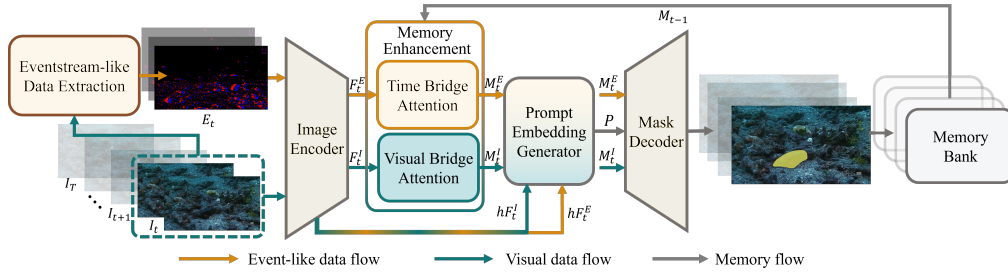 M_{t-1}
Memory
Enhancement
Eventstream-like
Data Extraction
E_t
Image
Encoder
F_t^E
Time Bridge
Attention
M_t^E
F_t^I
Visual Bridge
Attention
M_t^I
Prompt
Embedding
Generator
M_t^E
P
M_t^I
Mask
Decoder
Memory
Bank
I_T
I_{t+1}
I_t
hF_t^I
hF_t^E
Event-like data flow
Visual data flow
Memory flow